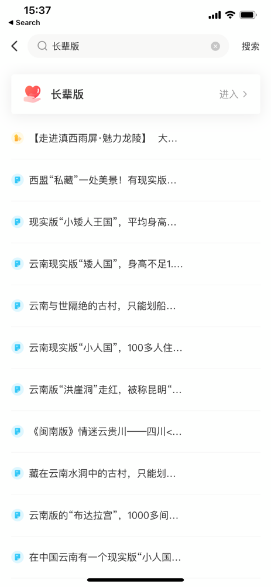 15:37
◀ Search
长辈版
搜索
长辈版
进入
【走进滇西雨屏·魅力龙陵】 大...
西盟“私藏”一处美景！有现实版...
现实版“小矮人王国”，平均身高...
云南现实版“矮人国”，身高不足1....
云南与世隔绝的古村，只能划船...
云南现实版“小人国”，100多人住...
云南版“洪崖洞”走红，被称昆明“...
《闽南版》情迷云贵川——四川<...
藏在云南水洞中的古村，只能划...
云南版的“布达拉宫”，1000多间...
在中国云南有一个现实版“小人国...